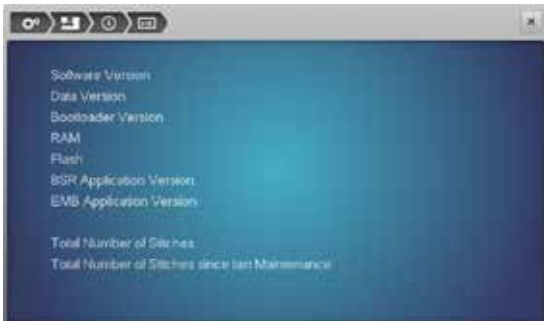 Software Version
Data Version
Bootloader Version
RAM
Flash
BSR Application Version
EMB Application Version
Total Number of Stitches
Total Number of Stitches since last Maintenance